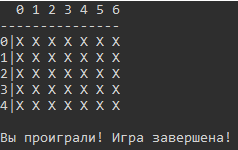 0 1 2 3 4 5 6
---------------
0|X X X X X X X
1|X X X X X X X
2|X X X X X X X
3|X X X X X X X
4|X X X X X X X
Вы проиграли! Игра завершена!